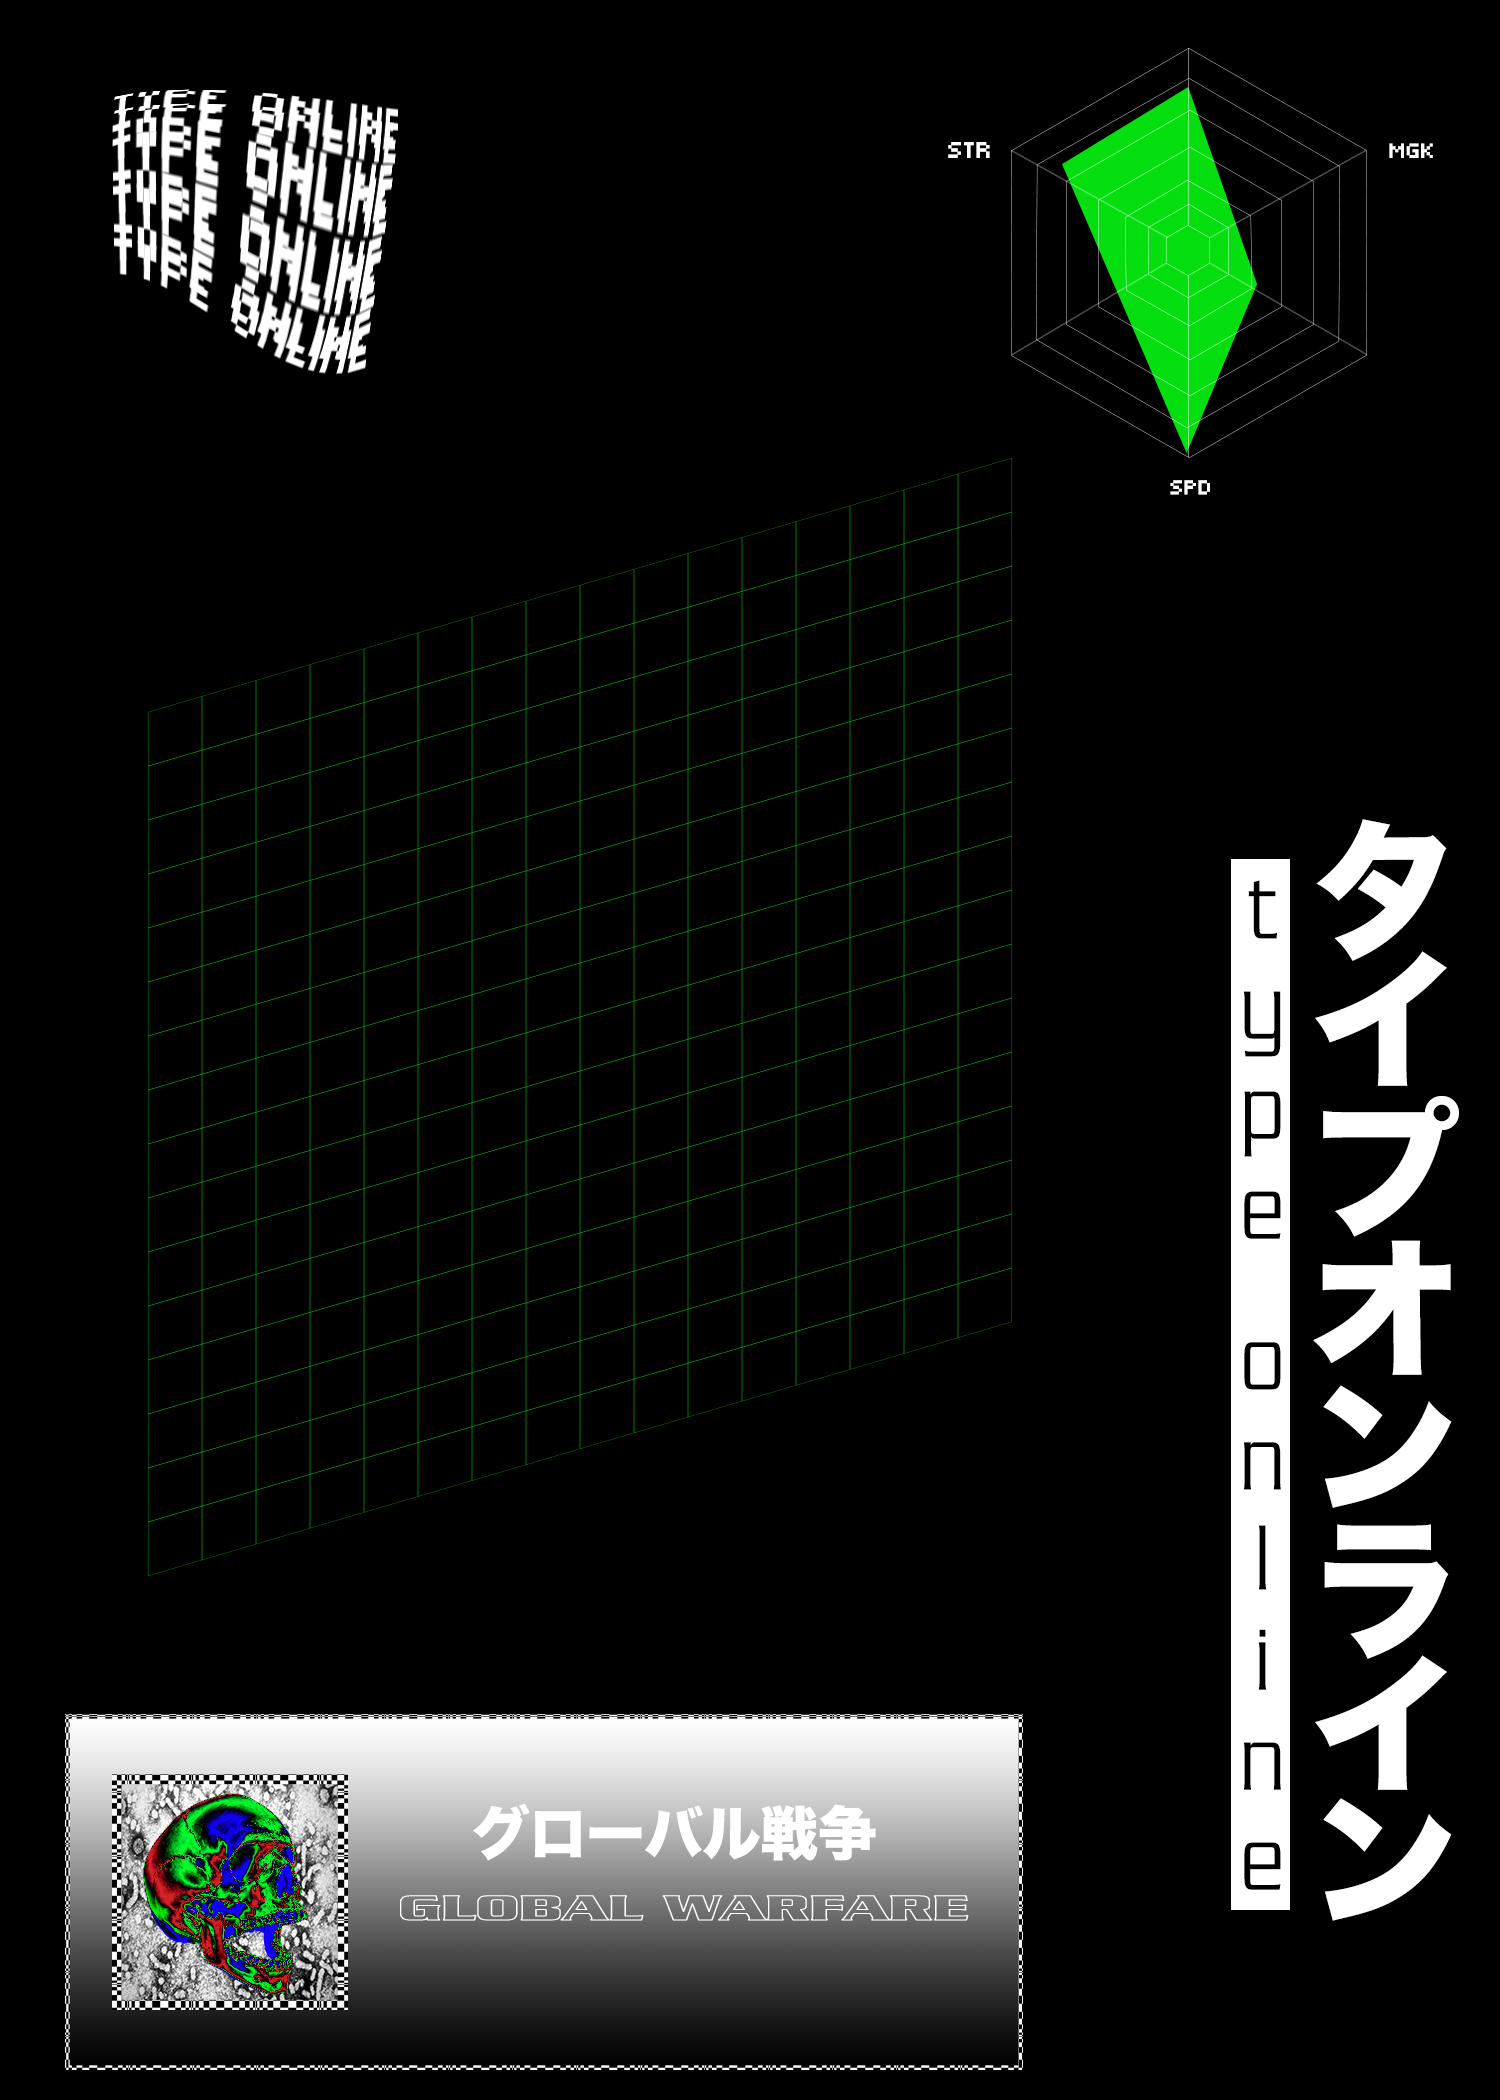 TYPE ONLINE
TYPE ONLINE
TYPE ONLINE
TYPE ONLINE
STR
MGK
SPD
タイプオンライン
type online
グローバル戦争
GLOBAL WARFARE